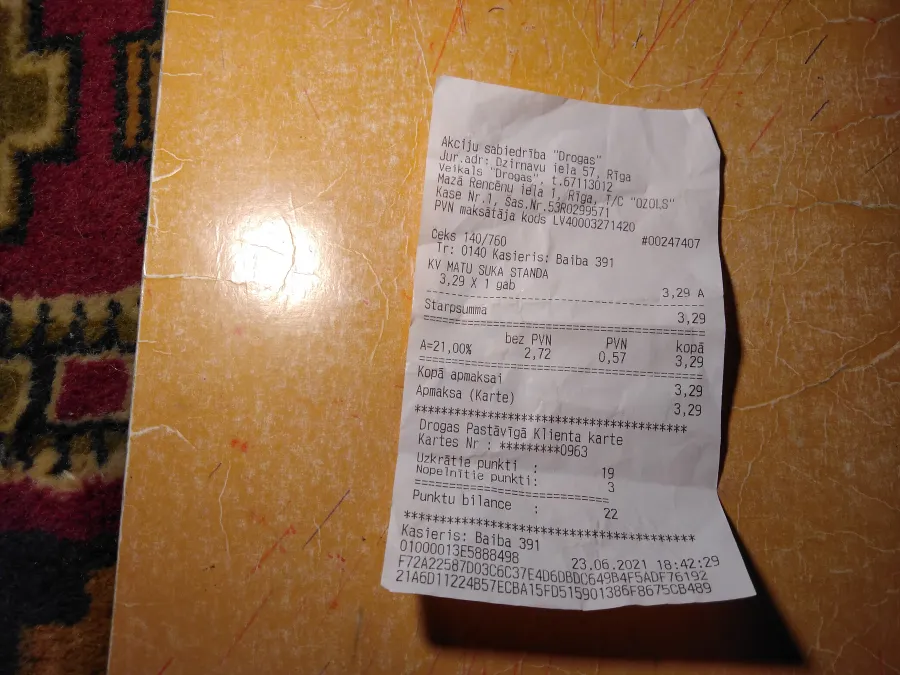 Akciju sabiedrība "Drogas"
Jur.adr: Dzirnavu iela 57, Rīga
Veikals "Drogas", t.67113012
Mazā Rencēnu iela 1, Rīga, T/C "OZOLS"
Kase Nr.1, Sas.Nr.53R0299571
PVN maksātāja kods LV40003271420
Čeks 140/760 #00247407
Tr: 0140 Kasieris: Baiba 391
KV MATU SUKA STANDA
3,29 X 1 gab 3,29 A
Starpsumma 3,29
bez PVN PVN kopā
A=21,00% 2,72 0,57 3,29
Kopā apmaksai 3,29
Apmaksa (Karte) 3,29
****************************************
Drogas Pastāvīgā Klienta karte
Kartes Nr : *********0963
Uzkrātie punkti : 19
Nopelnītie punkti: 3
============================
Punktu bilance : 22
****************************************
Kasieris: Baiba 391
01000013E5888498 23.06.2021 18:42:29
F72A22587D03C6C37E4D6DBDC649B4F5ADF76192
21A6D11224B57ECBA15FD515901386F8675CB489